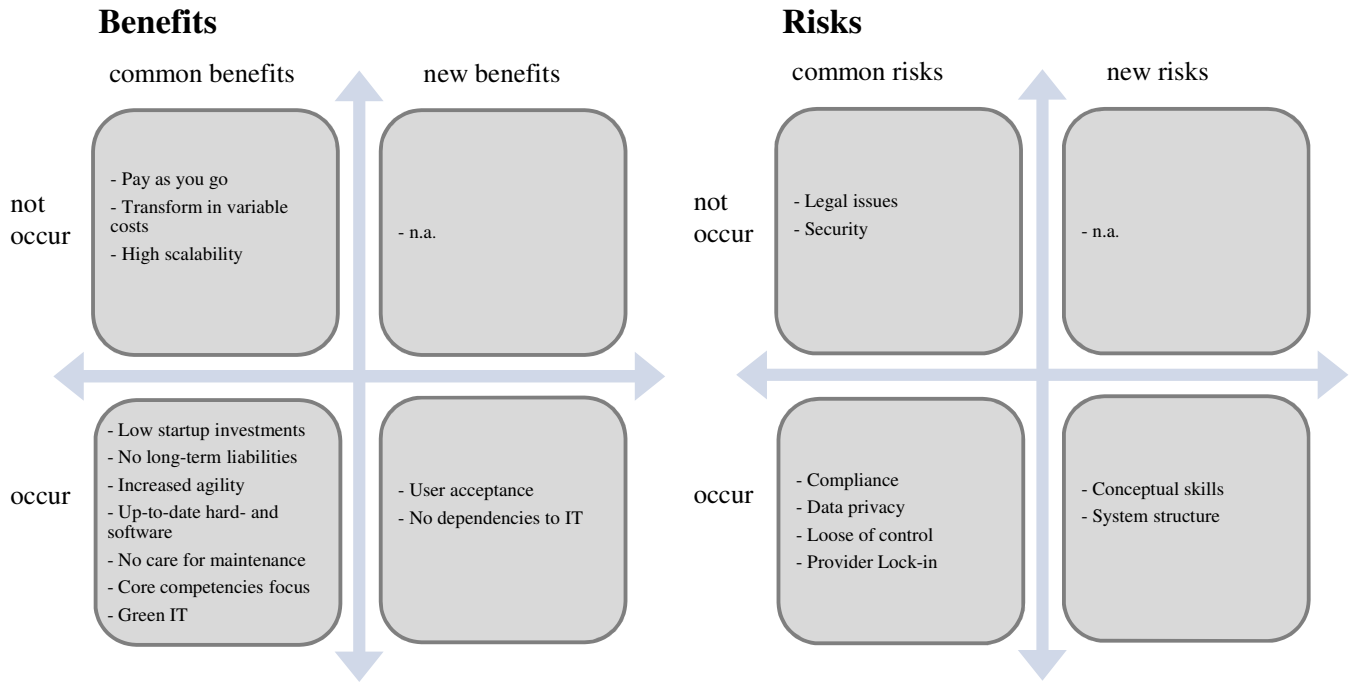 Benefits
common benefits
new benefits
not
occur
- Pay as you go
- Transform in variable
costs
- High scalability
- n.a.
occur
- Low startup investments
- No long-term liabilities
- Increased agility
- Up-to-date hard- and
software
- No care for maintenance
- Core competencies focus
- Green IT
- User acceptance
- No dependencies to IT
Risks
common risks
new risks
not
occur
- Legal issues
- Security
- n.a.
occur
- Compliance
- Data privacy
- Loose of control
- Provider Lock-in
- Conceptual skills
- System structure